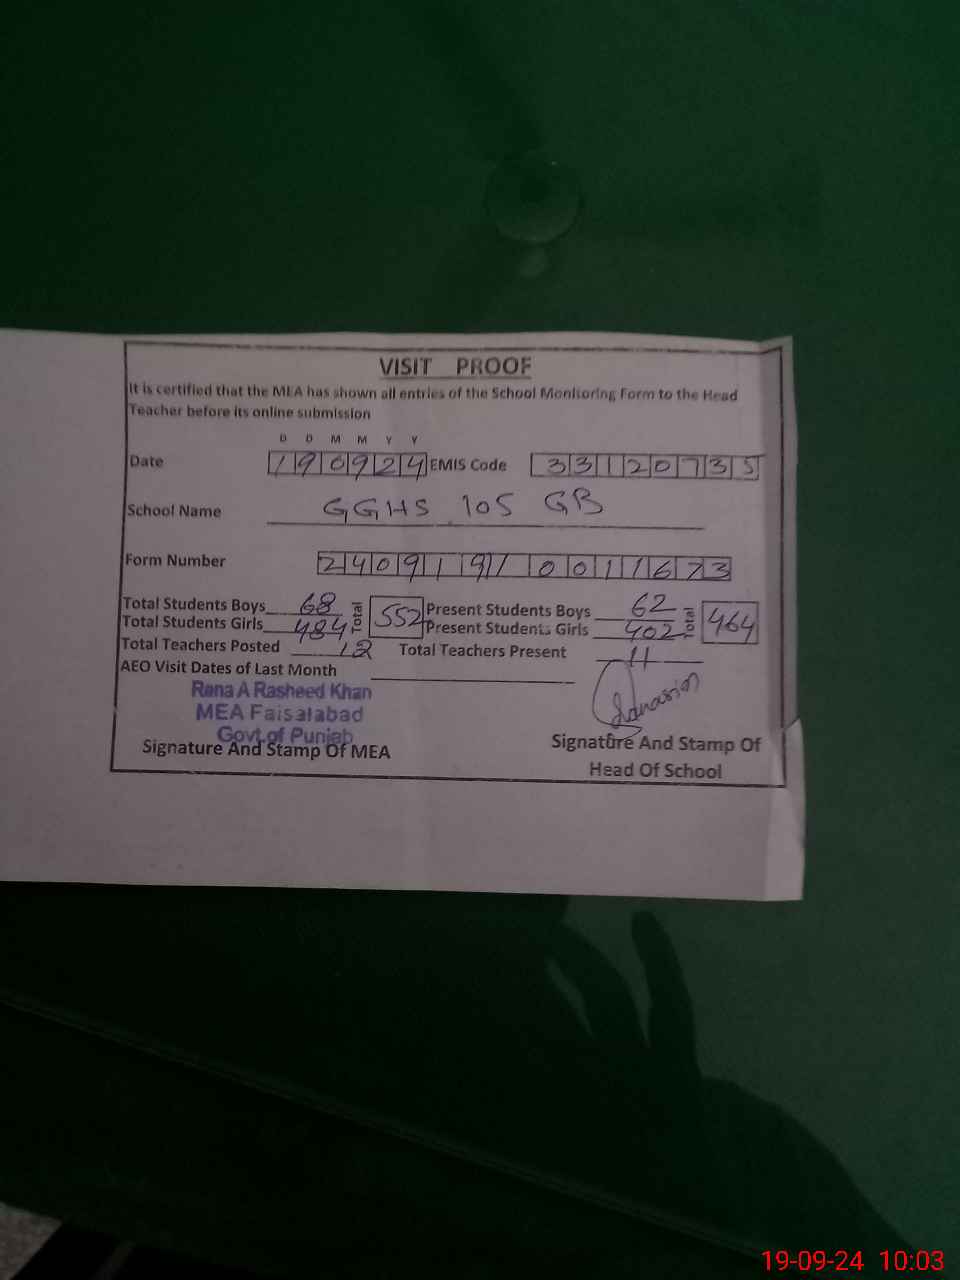 VISIT PROOF
It is certified that the MEA has shown all entries of the School Monitoring Form to the Head
Teacher before its online submission
D D M M Y Y
Date 190924 EMIS Code 33120735
School Name GGHS 105 GB
Form Number 2409191 0011673
Total Students Boys 68 Total 552 Present Students Boys 62 Total 464
Total Students Girls 484 Present Students Girls 402
Total Teachers Posted 12 Total Teachers Present 11
AEO Visit Dates of Last Month
Rana A Rasheed Khan
MEA Faisalabad
Govt.of Punjab
Signature And Stamp Of MEA
Signature And Stamp Of
Head Of School
19-09-24 10:03